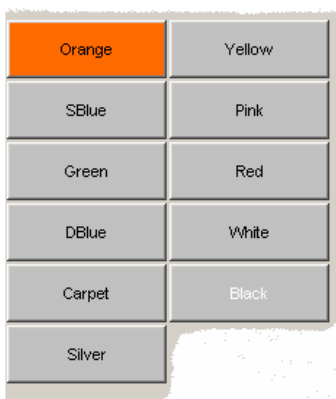 Orange Yellow
SBlue Pink
Green Red
DBlue White
Carpet Black
Silver